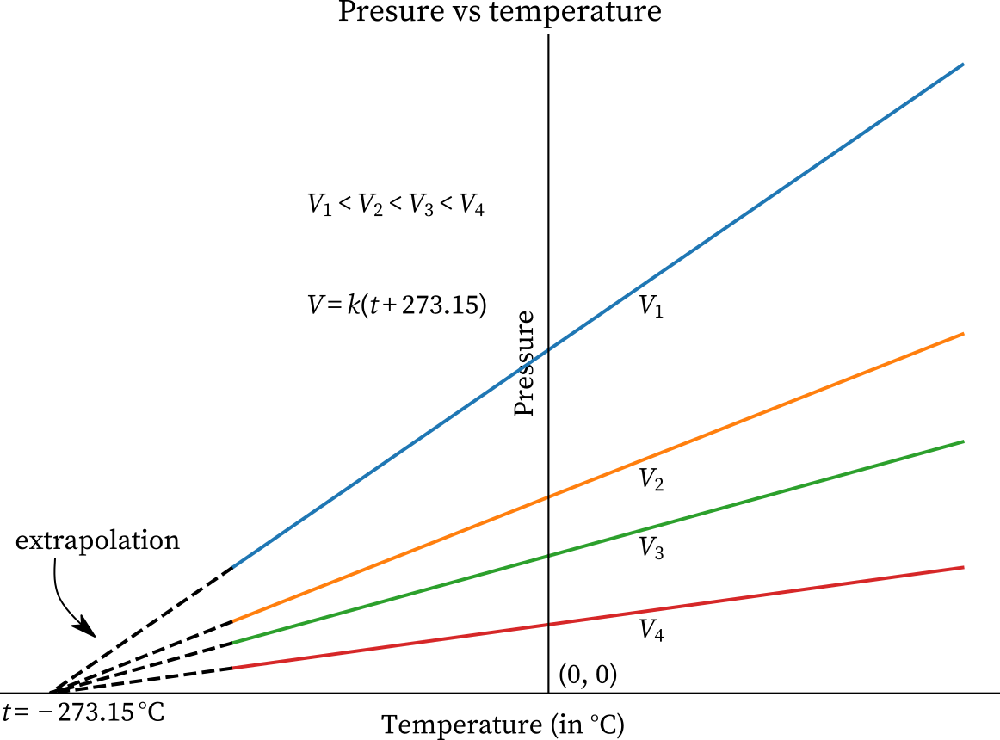 Presure vs temperature
V₁ < V₂ < V₃ < V₄
V = k(t + 273.15)
Pressure
V₁
V₂
V₃
V₄
extrapolation
(0, 0)
t = −273.15 °C
Temperature (in °C)